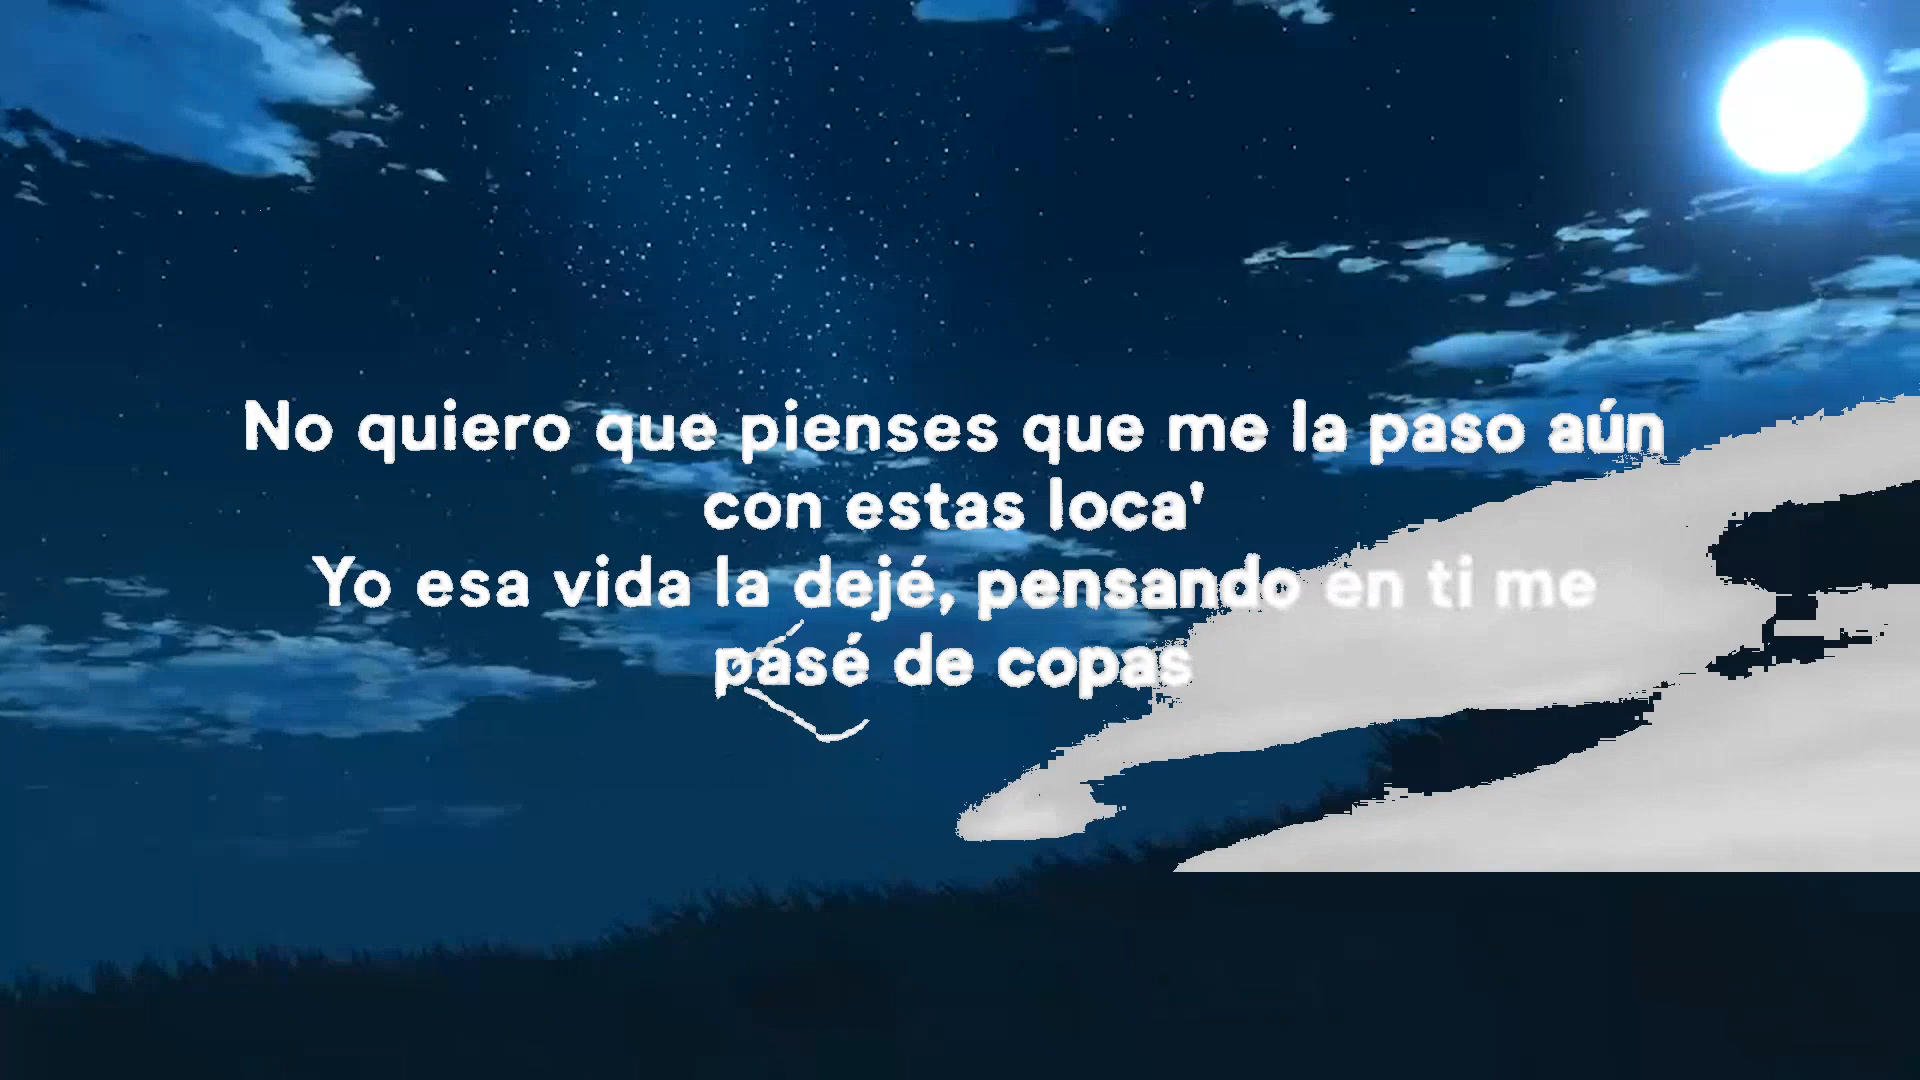 No quiero que pienses que me la paso aún
con estas loca'
Yo esa vida la dejé, pensando en ti me
pasé de copas